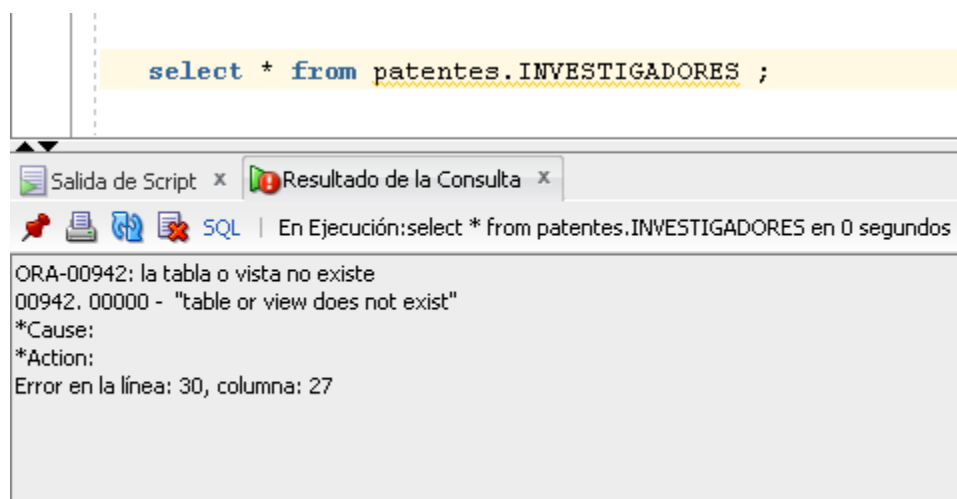 select * from patentes.INVESTIGADORES ;
Salida de Script x Resultado de la Consulta x
SQL | En Ejecución:select * from patentes.INVESTIGADORES en 0 segundos
ORA-00942: la tabla o vista no existe
00942. 00000 - "table or view does not exist"
*Cause:
*Action:
Error en la línea: 30, columna: 27